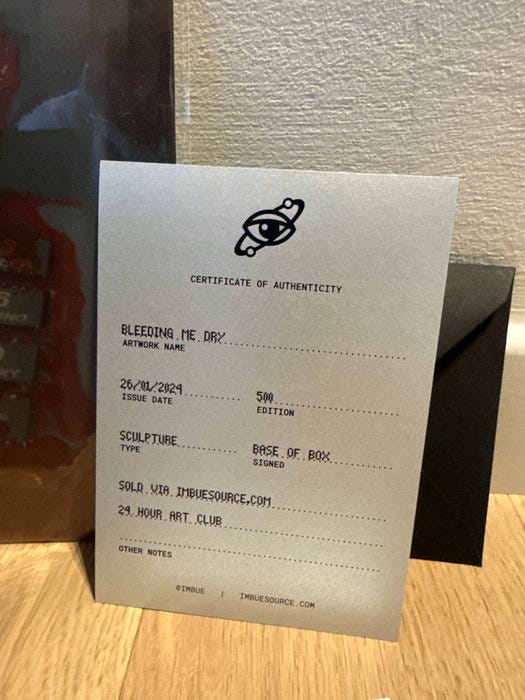 CERTIFICATE OF AUTHENTICITY
BLEEDING ME DRY
ARTWORK NAME
26/01/2024
ISSUE DATE
500
EDITION
SCULPTURE
TYPE
BASE OF BOX
SIGNED
SOLD VIA IMBUESOURCE.COM
24 HOUR ART CLUB
OTHER NOTES
©IMBUE | IMBUESOURCE.COM